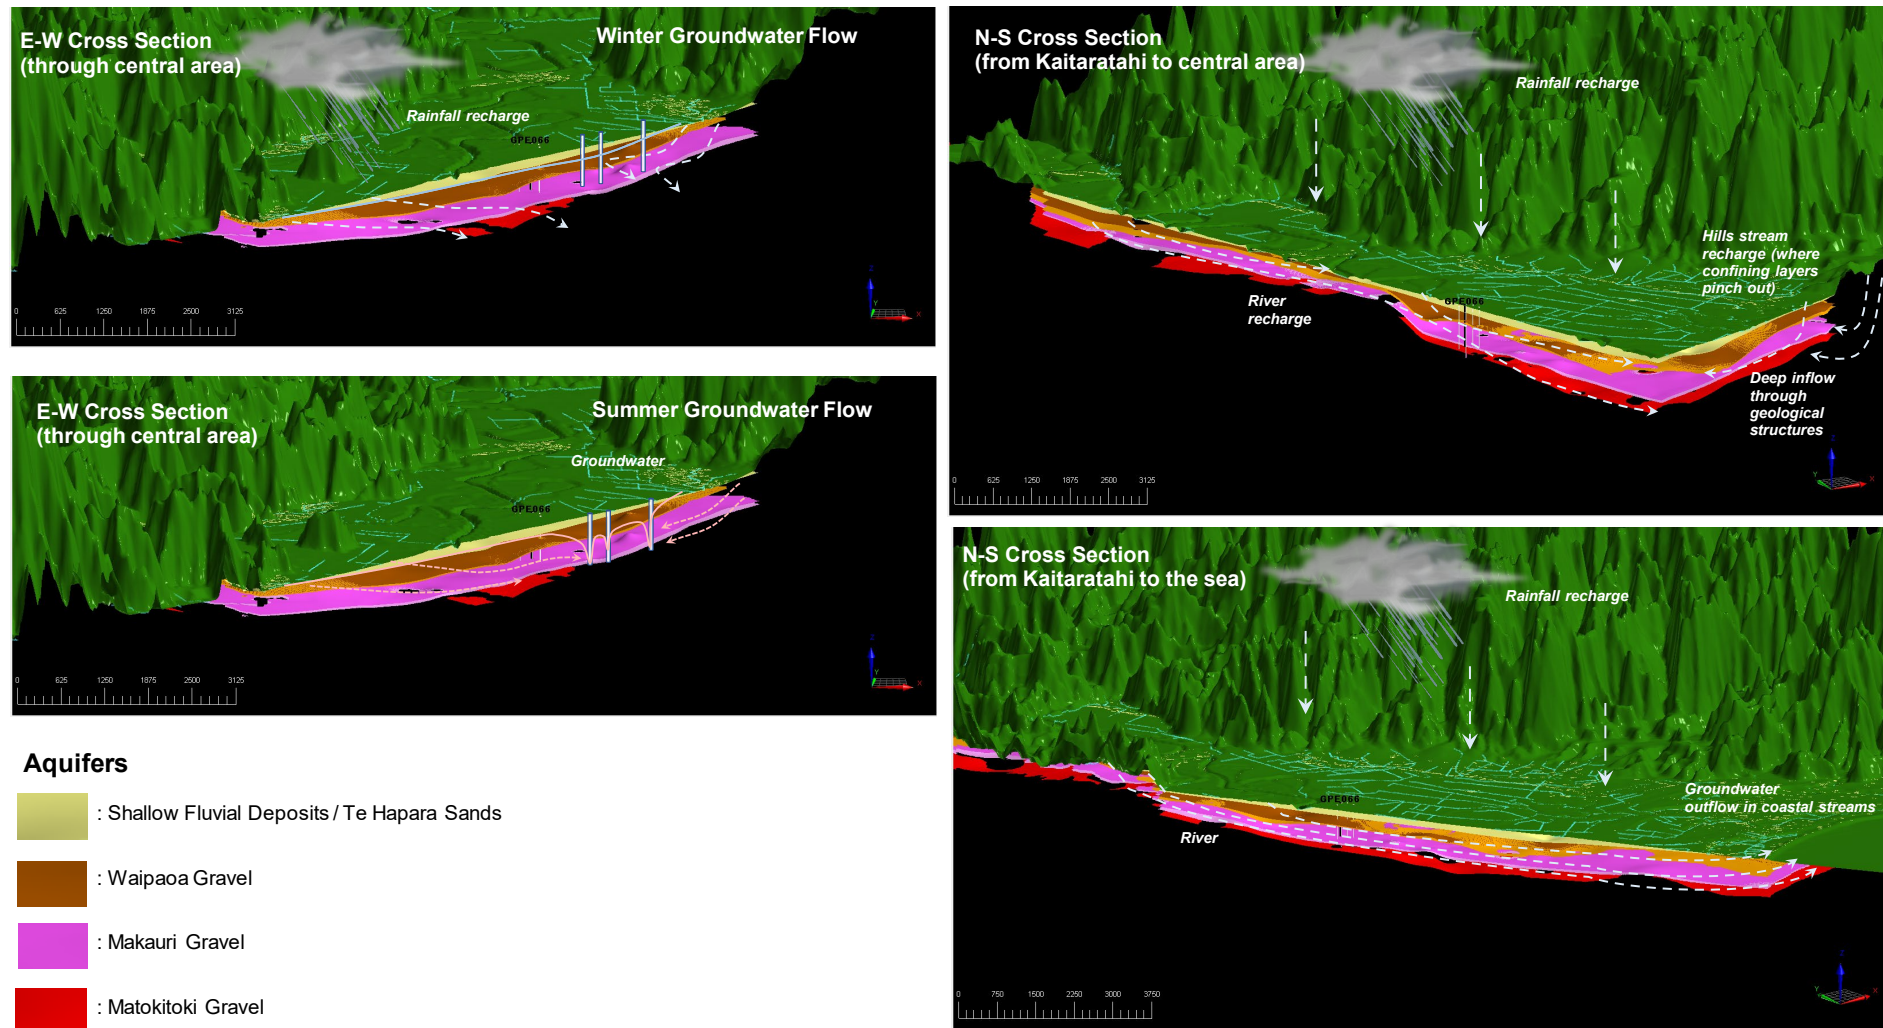 E-W Cross Section
(through central area)
Winter Groundwater Flow
Rainfall recharge
GPE066
0 625 1250 1875 2500 3125
Z
Y
X
E-W Cross Section
(through central area)
Summer Groundwater Flow
Groundwater
GPE066
0 625 1250 1875 2500 3125
Z
Y
X
Aquifers
: Shallow Fluvial Deposits / Te Hapara Sands
: Waipaoa Gravel
: Makauri Gravel
: Matokitoki Gravel
N-S Cross Section
(from Kaitaratahi to central area)
Rainfall recharge
Hills stream
recharge (where
confining layers
pinch out)
River
recharge
GPE066
Deep inflow
through
geological
structures
0 625 1250 1875 2500 3125
Z
Y
X
N-S Cross Section
(from Kaitaratahi to the sea)
Rainfall recharge
Groundwater
outflow in coastal streams
GPE066
River
0 750 1500 2250 3000 3750
Z
Y
X